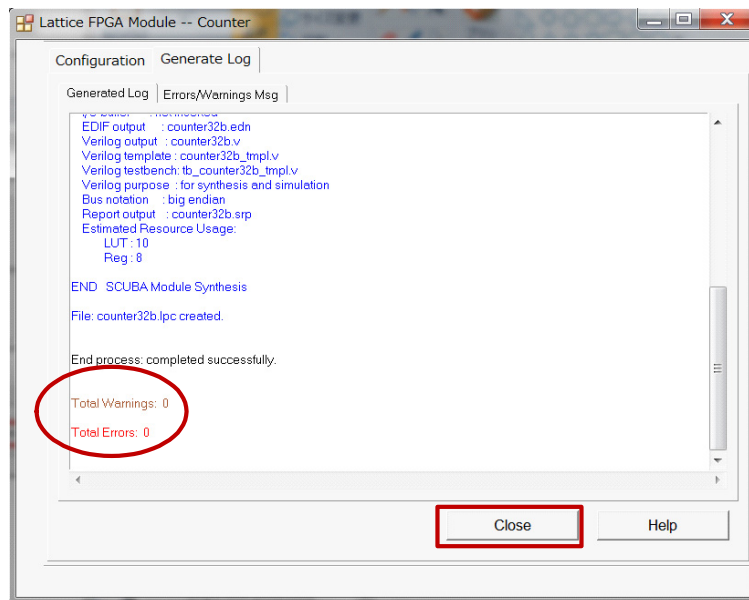 Lattice FPGA Module -- Counter
Configuration Generate Log
Generated Log Errors/Warnings Msg
EDIF output : counter32b.edn
Verilog output : counter32b.v
Verilog template : counter32b_tmpl.v
Verilog testbench: tb_counter32b_tmpl.v
Verilog purpose : for synthesis and simulation
Bus notation : big endian
Report output : counter32b.srp
Estimated Resource Usage:
LUT : 10
Reg : 8
END SCUBA Module Synthesis
File: counter32b.lpc created.
End process: completed successfully.
Total Warnings: 0
Total Errors: 0
Close Help